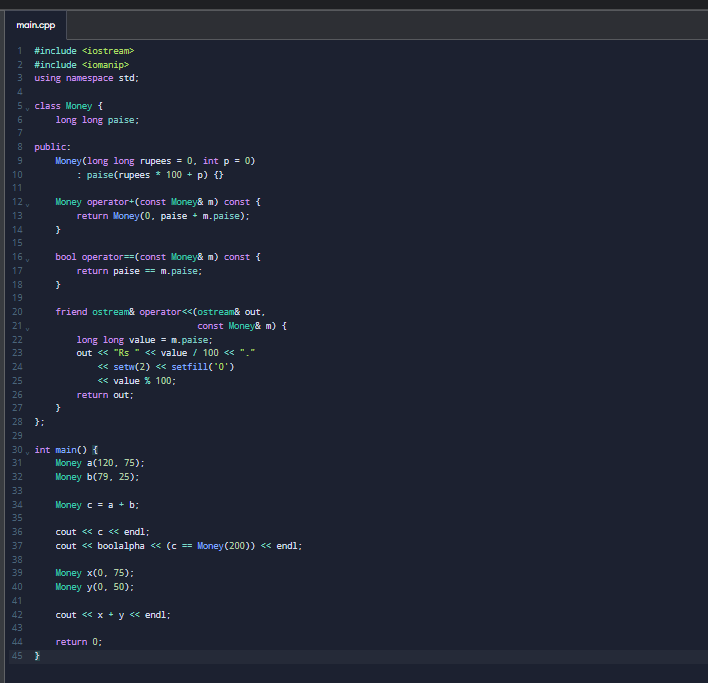 main.cpp
1 #include <iostream>
2 #include <iomanip>
3 using namespace std;
4
5 class Money {
6     long long paise;
7
8 public:
9     Money(long long rupees = 0, int p = 0)
10         : paise(rupees * 100 + p) {}
11
12     Money operator+(const Money& m) const {
13         return Money(0, paise + m.paise);
14     }
15
16     bool operator==(const Money& m) const {
17         return paise == m.paise;
18     }
19
20     friend ostream& operator<<(ostream& out,
21                                const Money& m) {
22         long long value = m.paise;
23         out << "Rs " << value / 100 << "."
24             << setw(2) << setfill('0')
25             << value % 100;
26         return out;
27     }
28 };
29
30 int main() {
31     Money a(120, 75);
32     Money b(79, 25);
33
34     Money c = a + b;
35
36     cout << c << endl;
37     cout << boolalpha << (c == Money(200)) << endl;
38
39     Money x(0, 75);
40     Money y(0, 50);
41
42     cout << x + y << endl;
43
44     return 0;
45 }